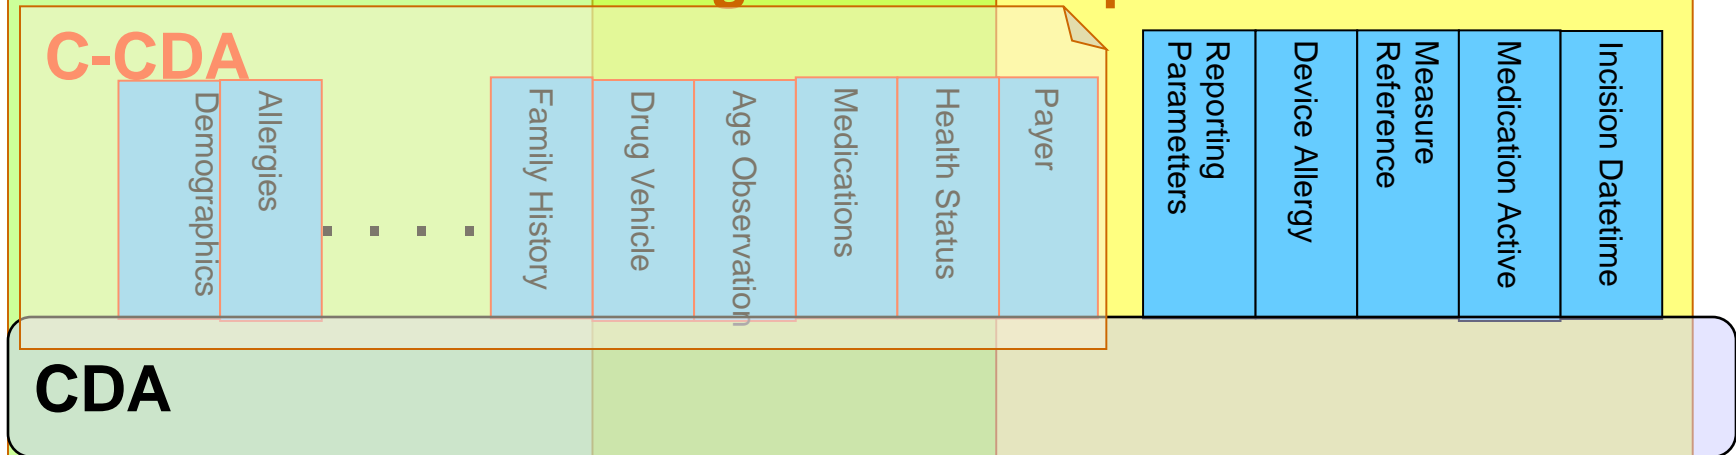 C-CDA
Demographics
Allergies
Family History
Drug Vehicle
Age Observation
Medications
Health Status
Payer
Reporting
Parametters
Device Allergy
Measure
Reference
Medication Active
Incision Datetime
CDA